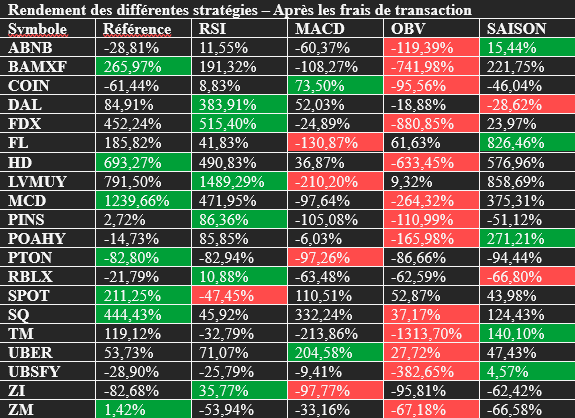 Rendement des différentes stratégies – Après les frais de transaction
Symbole Référence RSI MACD OBV SAISON
ABNB -28,81% 11,55% -60,37% -119,39% 15,44%
BAMXF 265,97% 191,32% -108,27% -741,98% 221,75%
COIN -61,44% 8,83% 73,50% -95,56% -46,04%
DAL 84,91% 383,91% 52,03% -18,88% -28,62%
FDX 452,24% 515,40% -24,89% -880,85% 23,97%
FL 185,82% 41,83% -130,87% 61,63% 826,46%
HD 693,27% 490,83% 36,87% -633,45% 576,96%
LVMUY 791,50% 1489,29% -210,20% 9,32% 858,69%
MCD 1239,66% 471,95% -97,64% -264,32% 375,31%
PINS 2,72% 86,36% -105,08% -110,99% -51,12%
POAHY -14,73% 85,85% -6,03% -165,98% 271,21%
PTON -82,80% -82,94% -97,26% -86,66% -94,44%
RBLX -21,79% 10,88% -63,48% -62,59% -66,80%
SPOT 211,25% -47,45% 110,51% 52,87% 43,98%
SQ 444,43% 45,92% 332,24% 37,17% 124,43%
TM 119,12% -32,79% -213,86% -1313,70% 140,10%
UBER 53,73% 71,07% 204,58% 27,72% 47,43%
UBSFY -28,90% -25,79% -9,41% -382,65% 4,57%
ZI -82,68% 35,77% -97,77% -95,81% -62,42%
ZM 1,42% -53,94% -33,16% -67,18% -66,58%